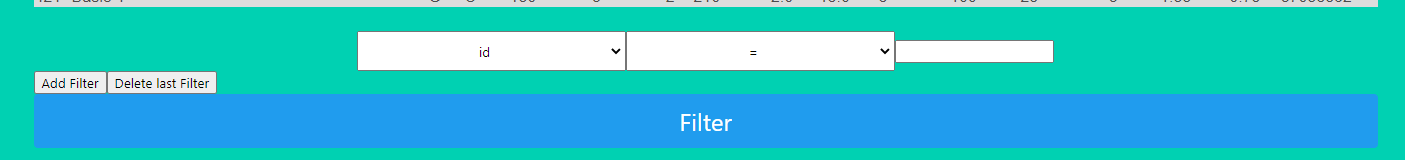 id =
Add Filter Delete last Filter
Filter